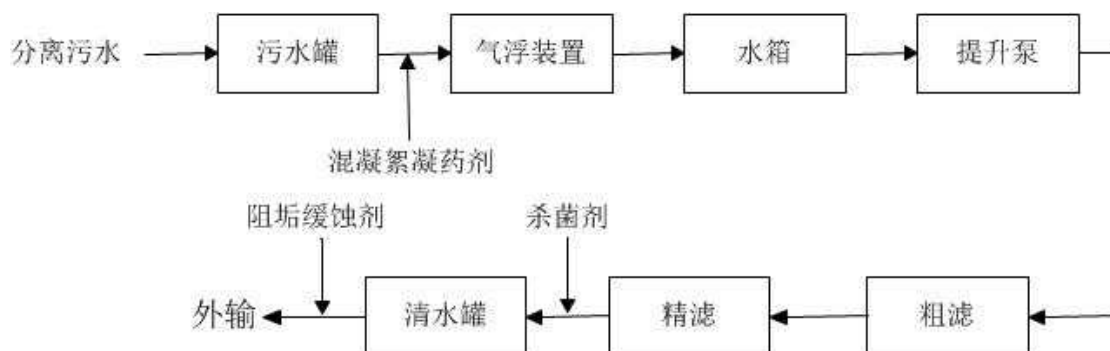 分离污水
污水罐
气浮装置
水箱
提升泵
混凝絮凝药剂
阻垢缓蚀剂
杀菌剂
外输
清水罐
精滤
粗滤